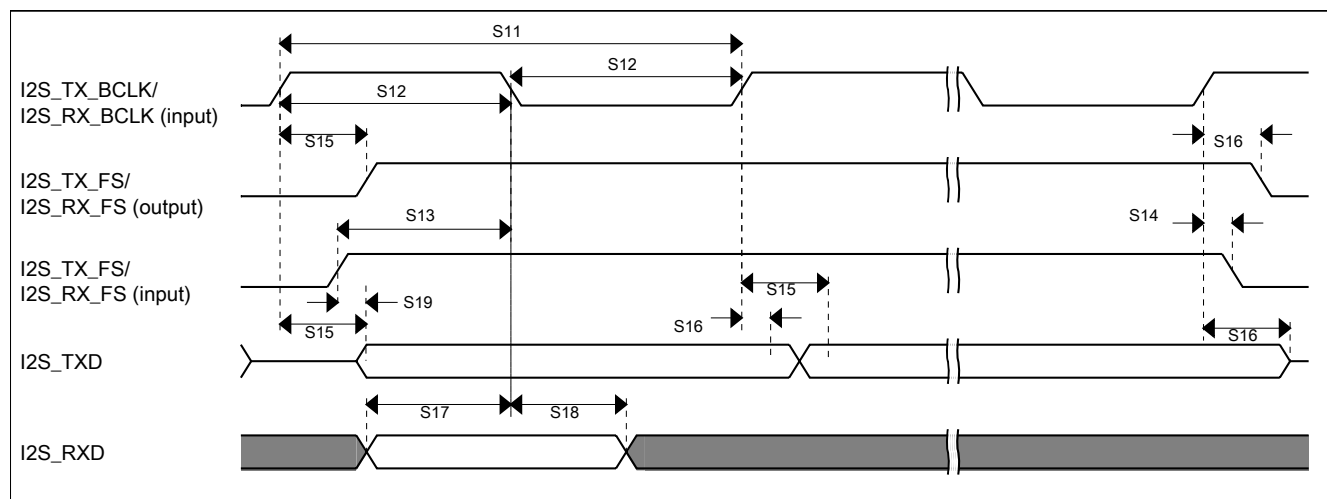 S11
I2S_TX_BCLK/
I2S_RX_BCLK (input)
S12
S12
S15
S16
I2S_TX_FS/
I2S_RX_FS (output)
S13
S14
I2S_TX_FS/
I2S_RX_FS (input)
S19
S15
S15
S16
S16
I2S_TXD
S17
S18
I2S_RXD